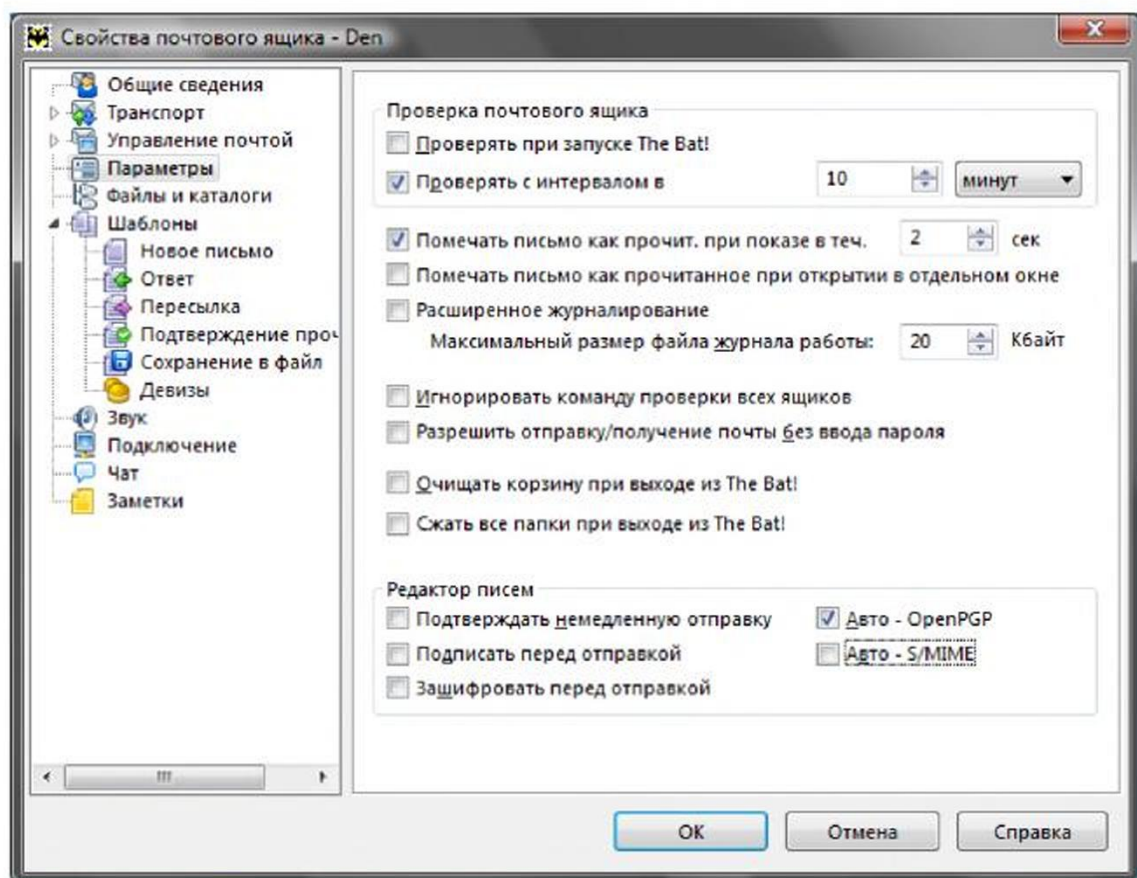 Свойства почтового ящика - Den
Общие сведения
Транспорт
Управление почтой
Параметры
Файлы и каталоги
Шаблоны
Новое письмо
Ответ
Пересылка
Подтверждение проч
Сохранение в файл
Девизы
Звук
Подключение
Чат
Заметки
Проверка почтового ящика
Проверять при запуске The Bat!
Проверять с интервалом в 10 минут
Помечать письмо как прочит. при показе в теч. 2 сек
Помечать письмо как прочитанное при открытии в отдельном окне
Расширенное журналирование
Максимальный размер файла журнала работы: 20 Кбайт
Игнорировать команду проверки всех ящиков
Разрешить отправку/получение почты без ввода пароля
Очищать корзину при выходе из The Bat!
Сжать все папки при выходе из The Bat!
Редактор писем
Подтверждать немедленную отправку Авто - OpenPGP
Подписать перед отправкой Авто - S/MIME
Зашифровать перед отправкой
ОК Отмена Справка